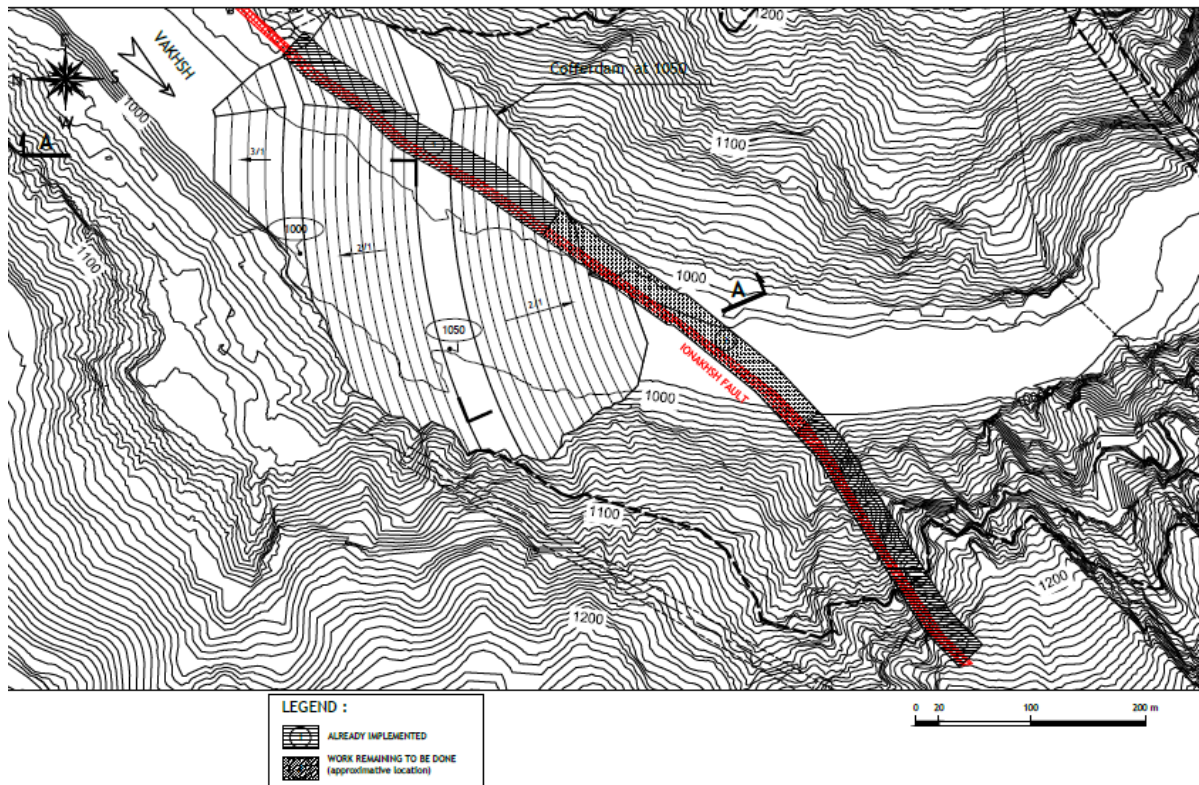 1200
Cofferdam at 1050
VAKHSH
N
S
W
1000
A
3/1
1100
1000
2/1
1100
1000
A
2/1
1050
IONAKHSH FAULT
1000
1100
1200
1200
0 20 100 200 m
LEGEND :
ALREADY IMPLEMENTED
WORK REMAINING TO BE DONE
(approximative location)